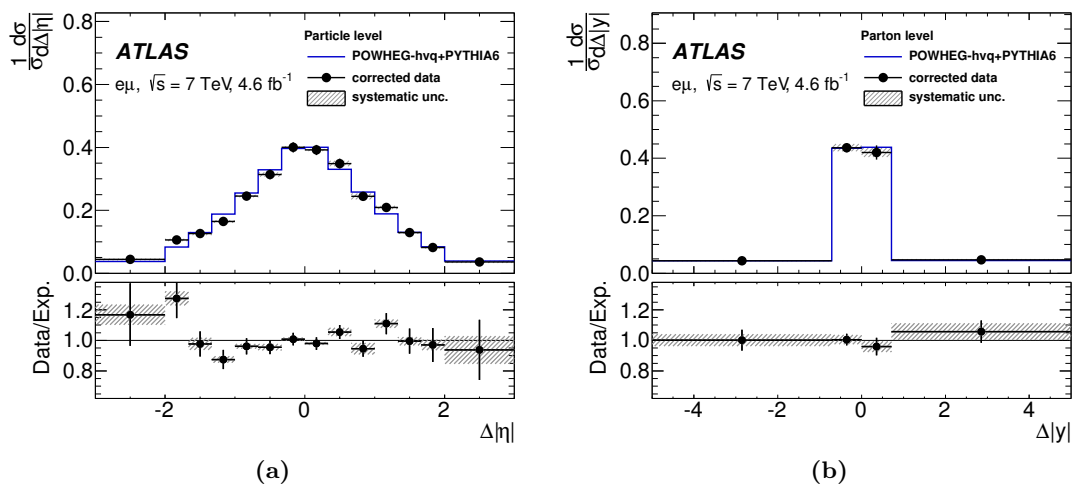 1 dσ
σ dΔ|η|
0.8
0.6
0.4
0.2
0.0
ATLAS
eμ, √s = 7 TeV, 4.6 fb⁻¹
Particle level
POWHEG-hvq+PYTHIA6
corrected data
systematic unc.
Data/Exp.
1.2
1.0
0.8
-2 0 2
Δ|η|
(a)
1 dσ
σ dΔ|y|
0.8
0.6
0.4
0.2
0.0
ATLAS
eμ, √s = 7 TeV, 4.6 fb⁻¹
Parton level
POWHEG-hvq+PYTHIA6
corrected data
systematic unc.
Data/Exp.
1.2
1.0
0.8
-4 -2 0 2 4
Δ|y|
(b)